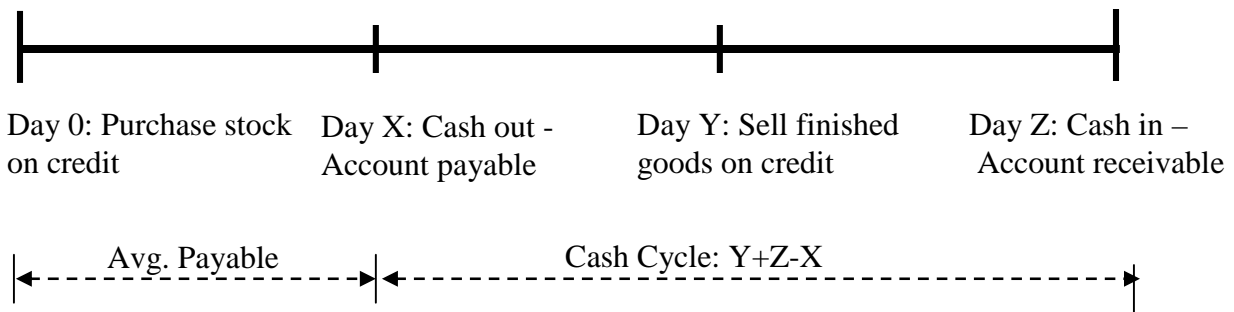 Day 0: Purchase stock
on credit
Day X: Cash out -
Account payable
Day Y: Sell finished
goods on credit
Day Z: Cash in –
Account receivable
Avg. Payable
Cash Cycle: Y+Z-X